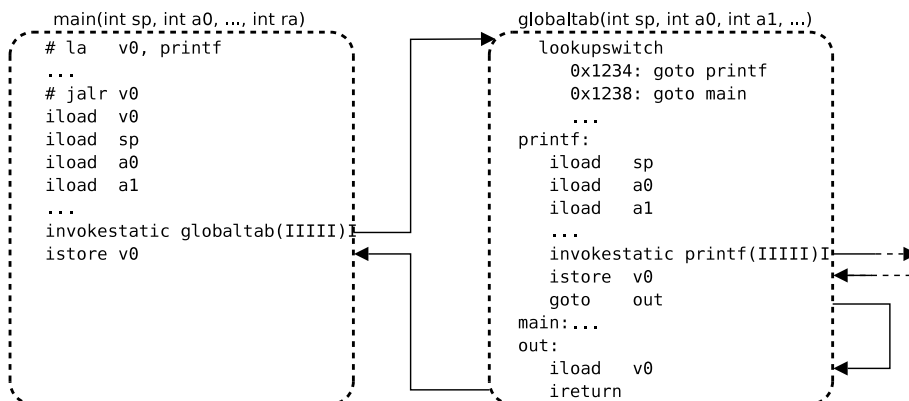 main(int sp, int a0, ..., int ra)
# la   v0, printf
...
# jalr v0
iload  v0
iload  sp
iload  a0
iload  a1
...
invokestatic globaltab(IIIII)I
istore v0
globaltab(int sp, int a0, int a1, ...)
lookupswitch
0x1234: goto printf
0x1238: goto main
...
printf:
iload   sp
iload   a0
iload   a1
...
invokestatic printf(IIIII)I
istore  v0
goto    out
main:...
out:
iload   v0
ireturn